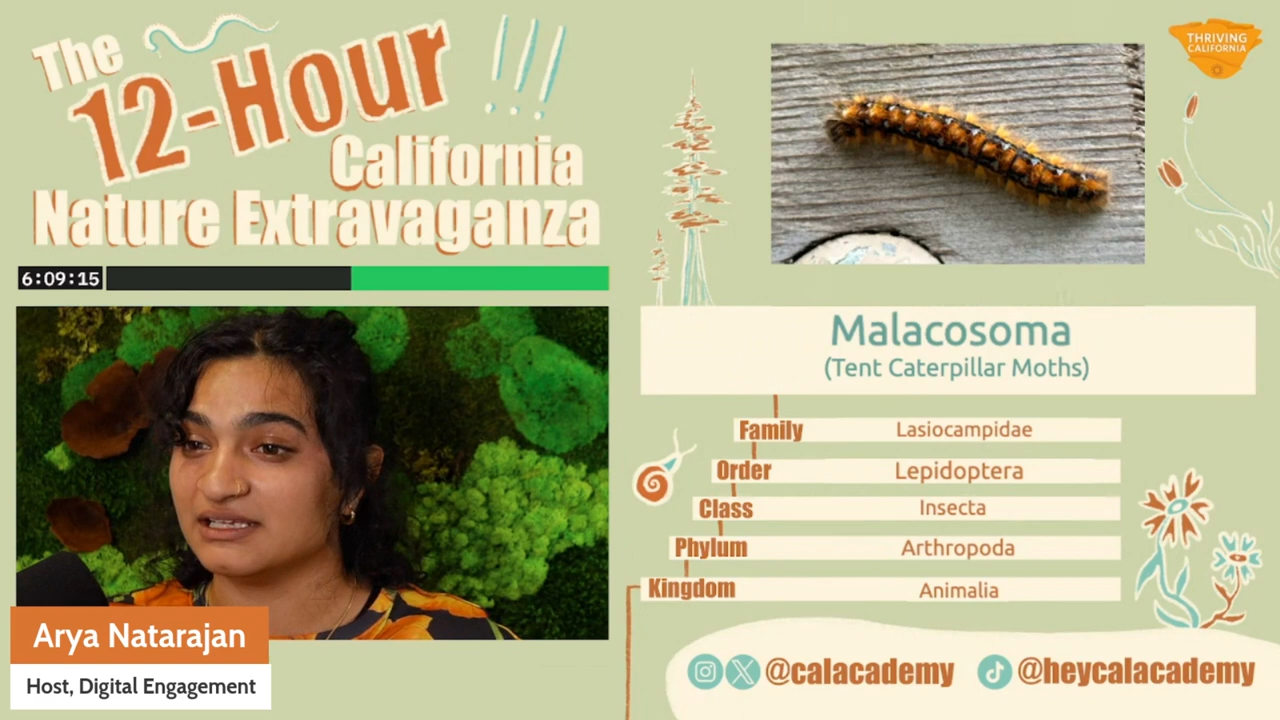 The
12-Hour !!!
California
Nature Extravaganza
6:09:15
Arya Natarajan
Host, Digital Engagement
THRIVING
CALIFORNIA
Malacosoma
(Tent Caterpillar Moths)
Family Lasiocampidae
Order Lepidoptera
Class Insecta
Phylum Arthropoda
Kingdom Animalia
@calacademy @heycalacademy